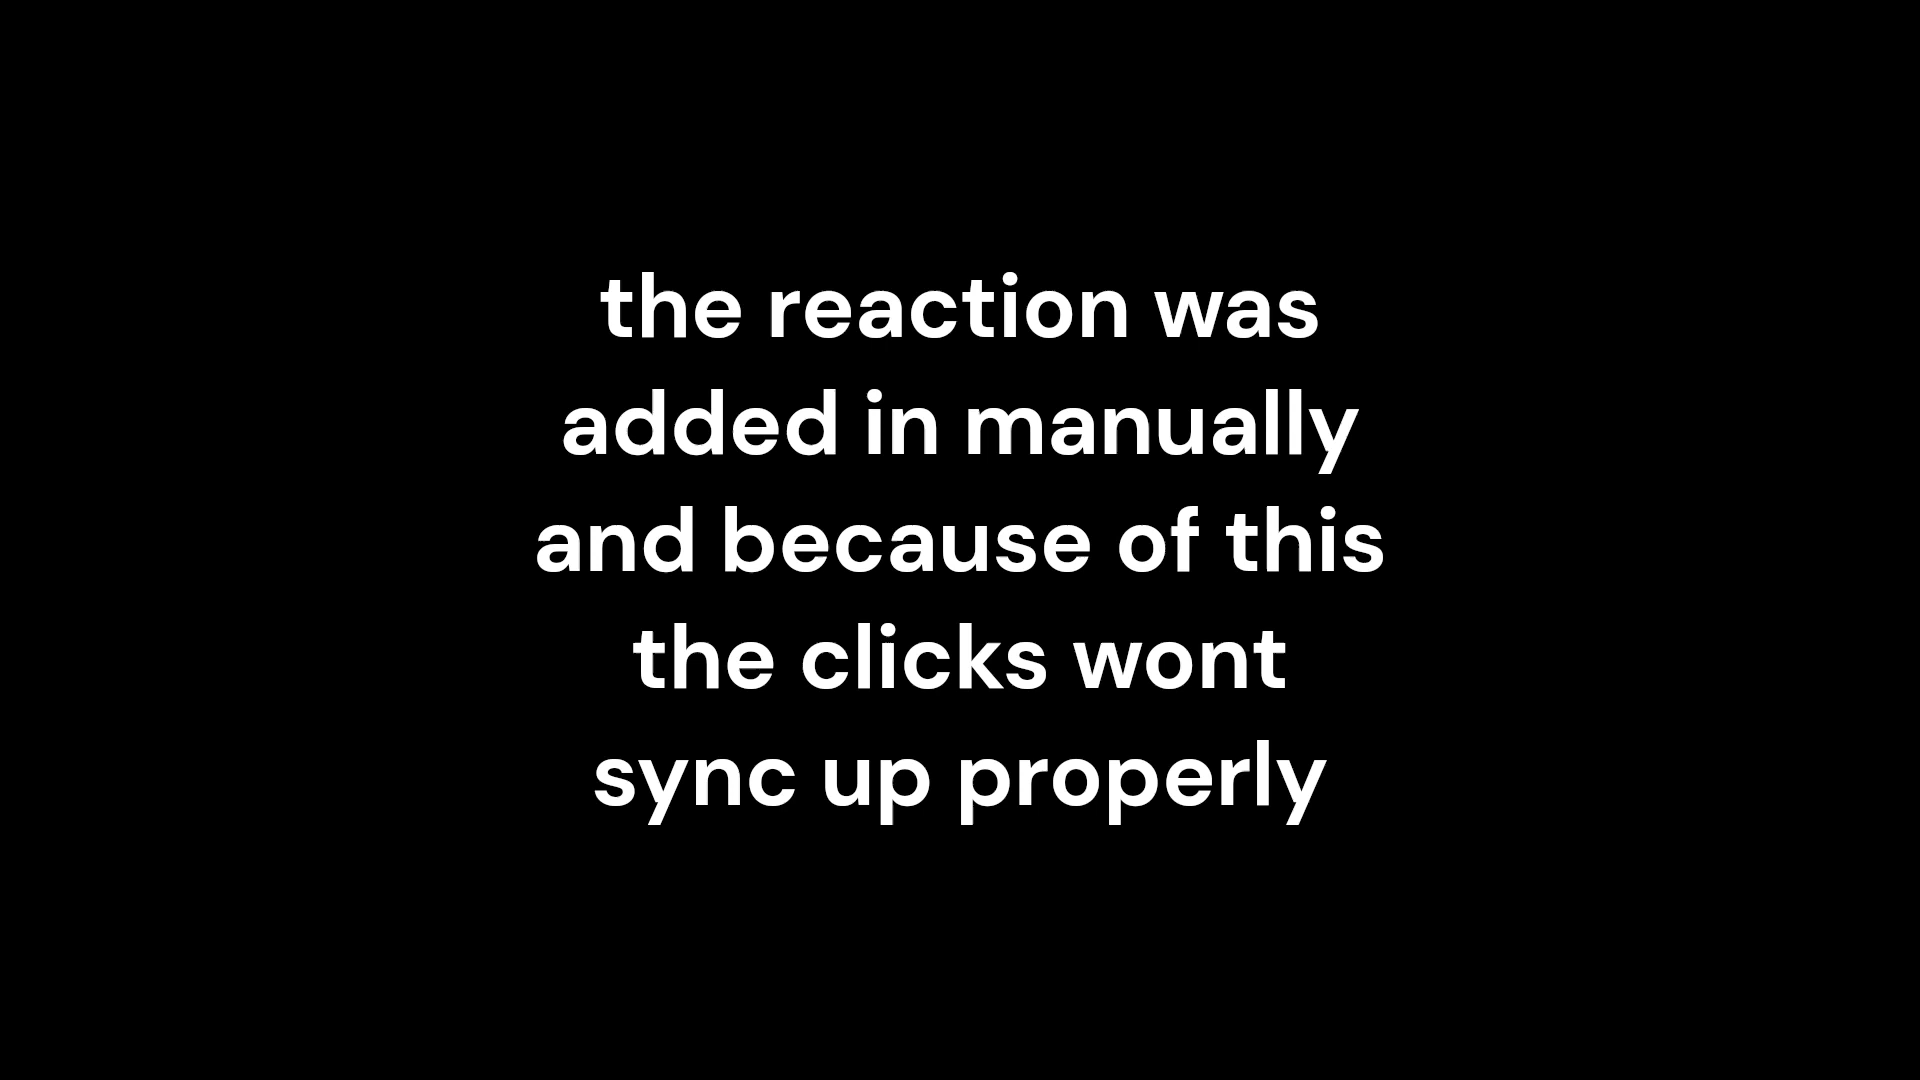 the reaction was
added in manually
and because of this
the clicks wont
sync up properly